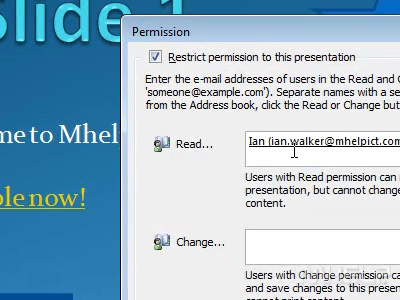 Slide 1
Permission
Restrict permission to this presentation
Enter the e-mail addresses of users in the Read and C
'someone@example.com'). Separate names with a se
from the Address book, click the Read or Change but
me to Mhel
Read...
Ian (ian.walker@mhelpict.com
Users with Read permission can r
presentation, but cannot change
content.
ble now!
Change...
Users with Change permission ca
and save changes to this presen
cannot print content.